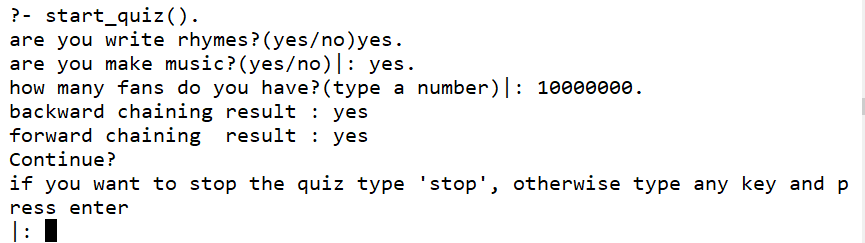 ?- start_quiz().
are you write rhymes?(yes/no)yes.
are you make music?(yes/no)|: yes.
how many fans do you have?(type a number)|: 10000000.
backward chaining result : yes
forward chaining  result : yes
Continue?
if you want to stop the quiz type 'stop', otherwise type any key and p
ress enter
|: